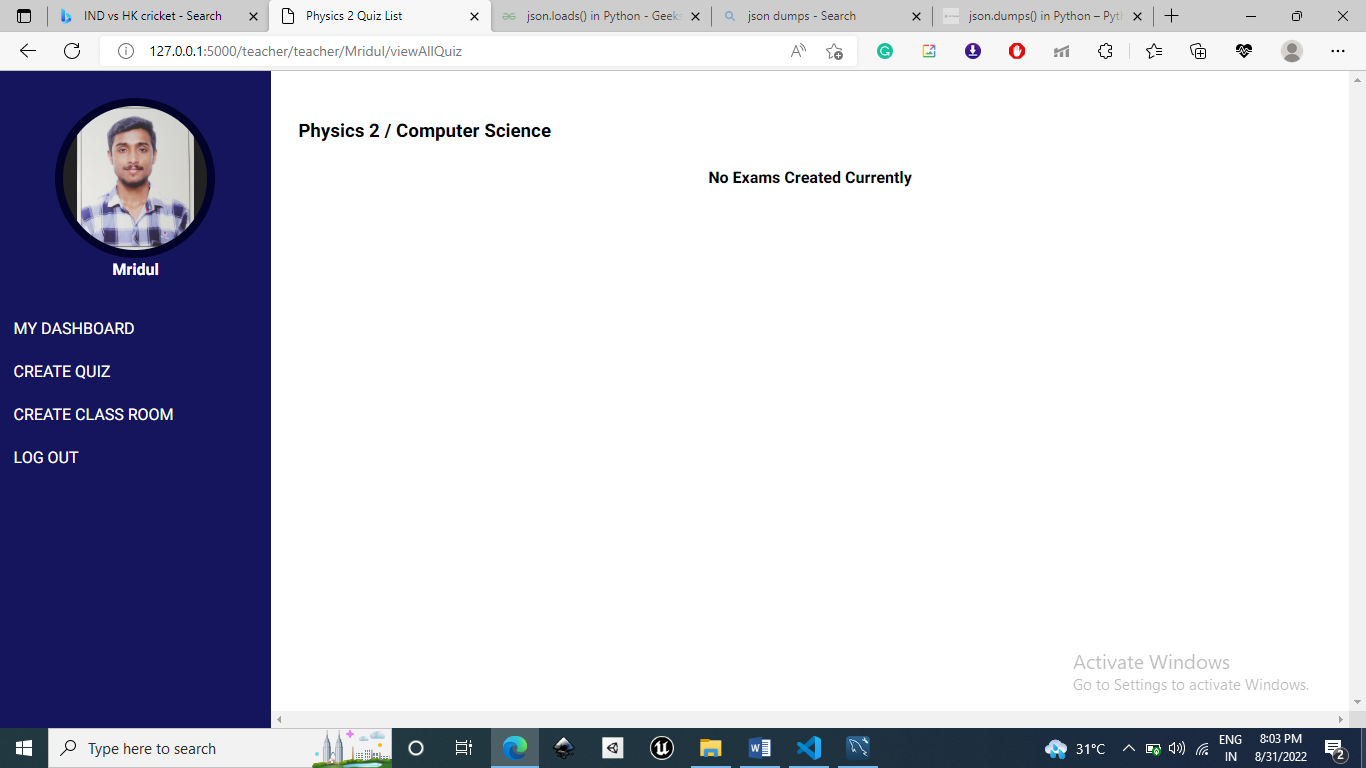 IND vs HK cricket - Search
Physics 2 Quiz List
json.loads() in Python - Geeks
json dumps - Search
json.dumps() in Python – Pyth
127.0.0.1:5000/teacher/teacher/Mridul/viewAllQuiz
Mridul
MY DASHBOARD
CREATE QUIZ
CREATE CLASS ROOM
LOG OUT
Physics 2 / Computer Science
No Exams Created Currently
Activate Windows
Go to Settings to activate Windows.
Type here to search
31°C
ENG
IN
8:03 PM
8/31/2022
2